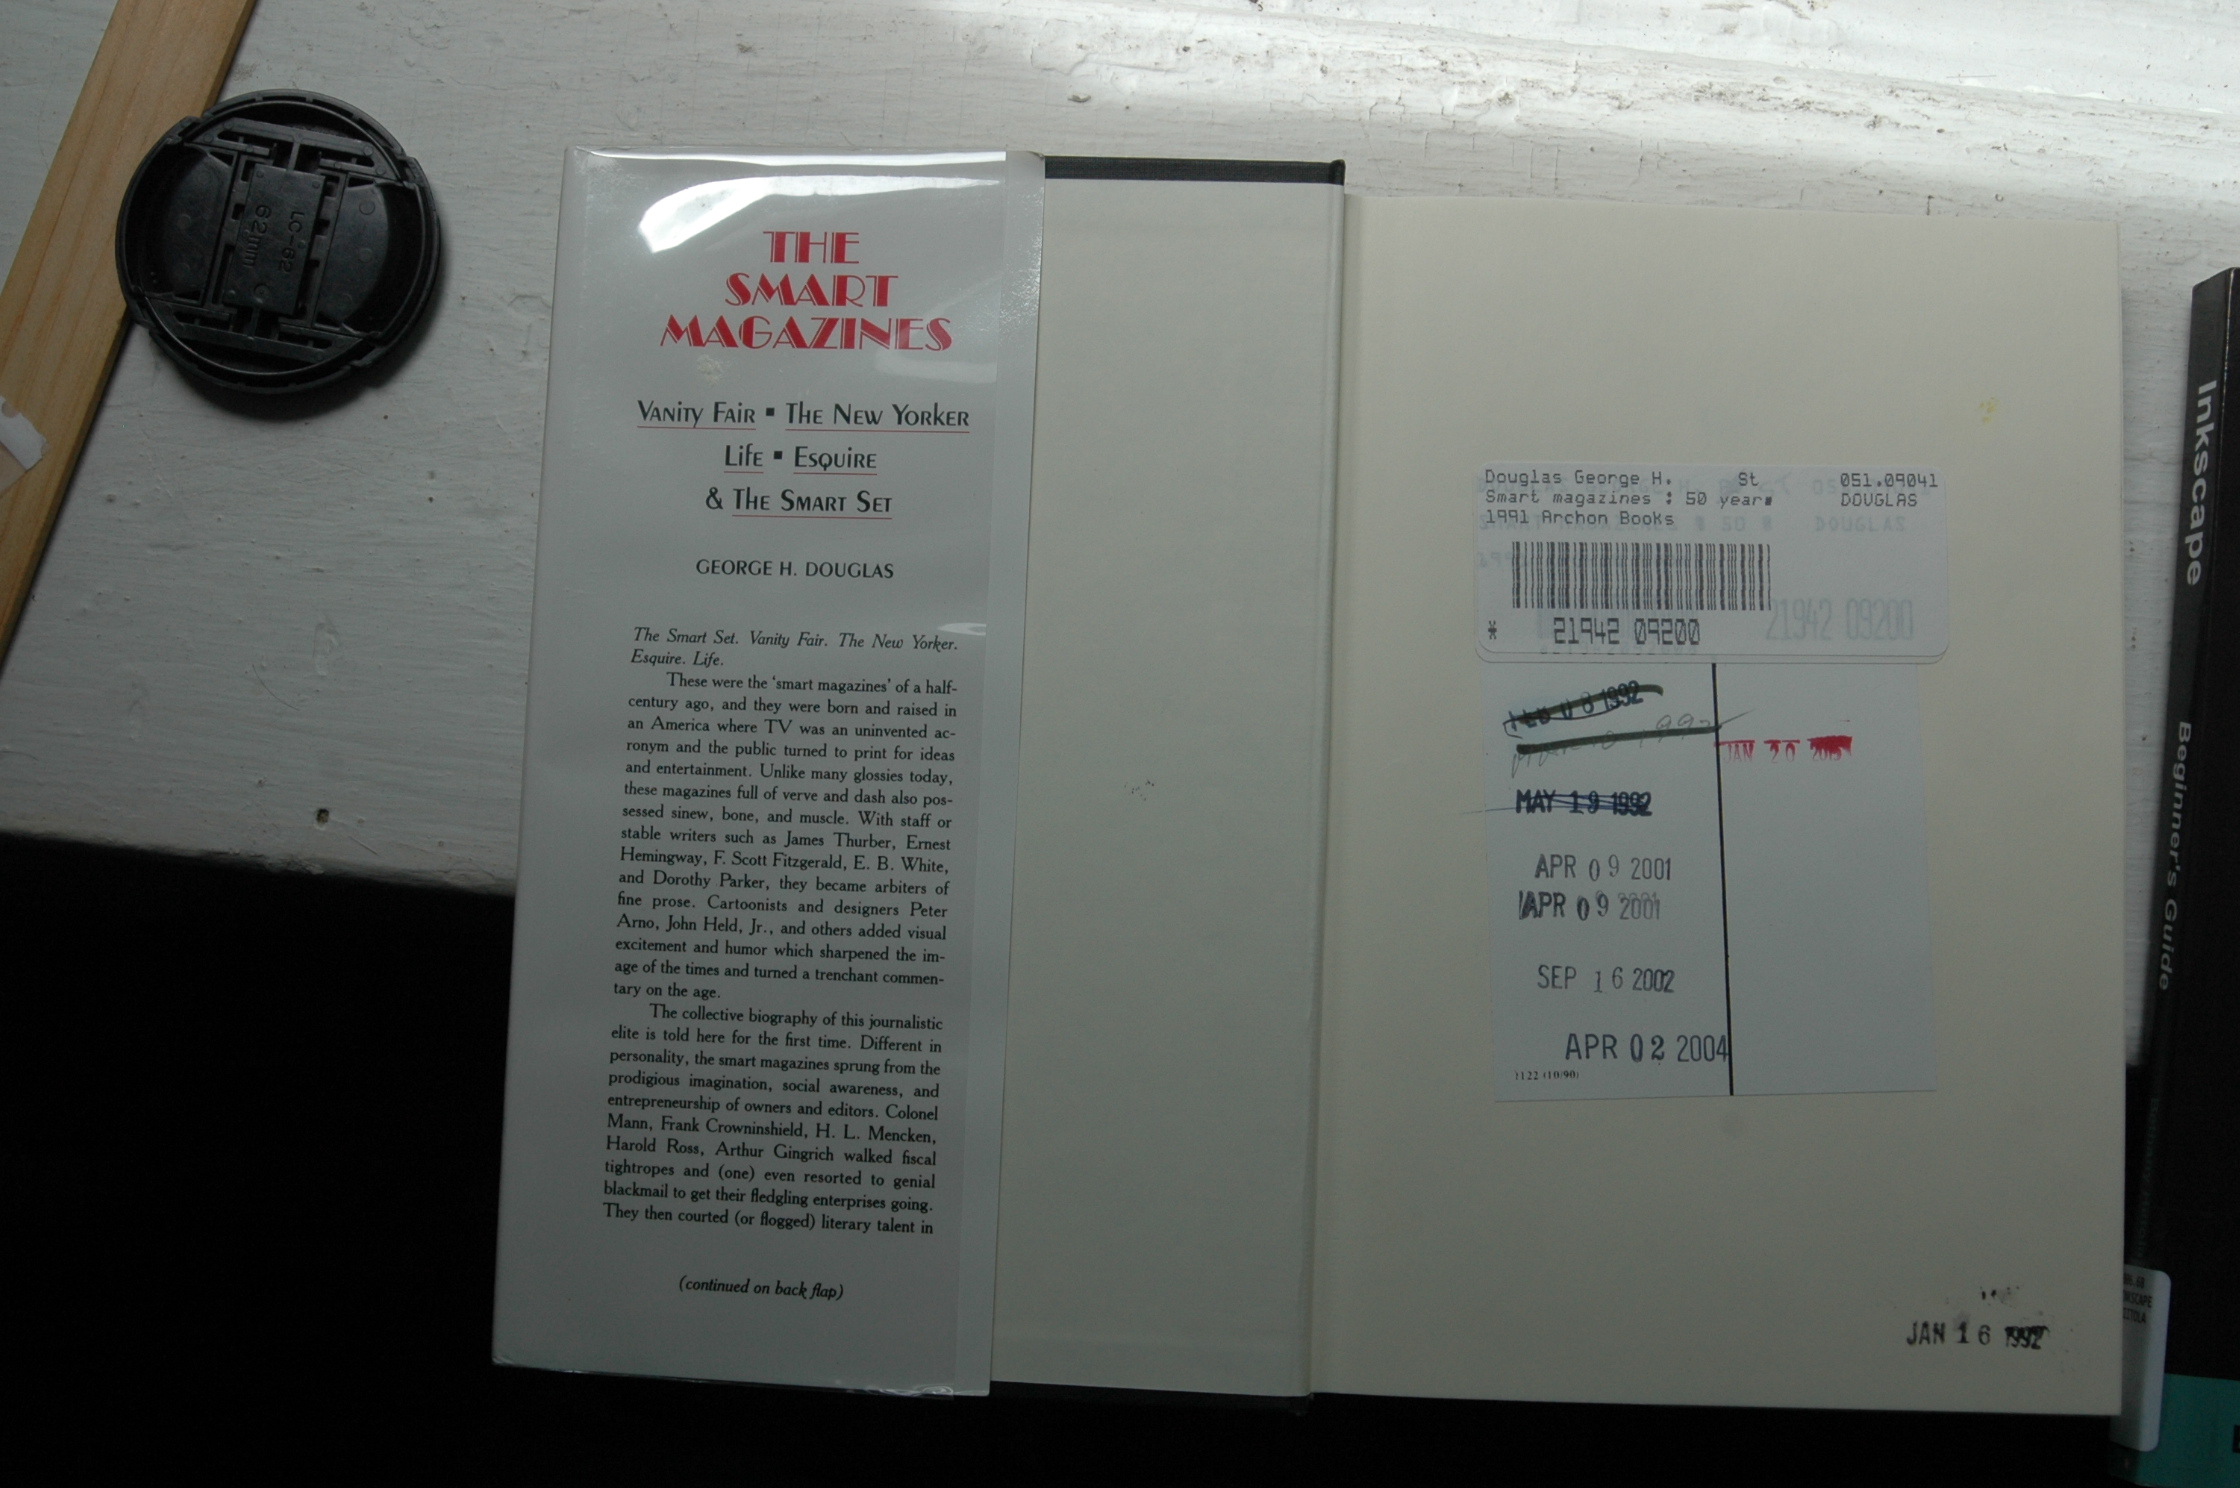 LC-62
62mm
THE
SMART
MAGAZINES
Vanity Fair ▪ The New Yorker
Life ▪ Esquire
& The Smart Set
GEORGE H. DOUGLAS
The Smart Set. Vanity Fair. The New Yorker.
Esquire. Life.
These were the ‘smart magazines’ of a half-
century ago, and they were born and raised in
an America where TV was an uninvented ac-
ronym and the public turned to print for ideas
and entertainment. Unlike many glossies today,
these magazines full of verve and dash also pos-
sessed sinew, bone, and muscle. With staff or
stable writers such as James Thurber, Ernest
Hemingway, F. Scott Fitzgerald, E. B. White,
and Dorothy Parker, they became arbiters of
fine prose. Cartoonists and designers Peter
Arno, John Held, Jr., and others added visual
excitement and humor which sharpened the im-
age of the times and turned a trenchant commen-
tary on the age.
The collective biography of this journalistic
elite is told here for the first time. Different in
personality, the smart magazines sprung from the
prodigious imagination, social awareness, and
entrepreneurship of owners and editors. Colonel
Mann, Frank Crowninshield, H. L. Mencken,
Harold Ross, Arthur Gingrich walked fiscal
tightropes and (one) even resorted to genial
blackmail to get their fledgling enterprises going.
They then courted (or flogged) literary talent in
(continued on back flap)
Douglas George H. St 051.09041
Smart magazines : 50 year DOUGLAS
1991 Archon Books
* 21942 09200
21942 09200
08 1992
JAN 20
MAY 19 1992
APR 09 2001
APR 09 2001
SEP 16 2002
APR 02 2004
1122 (10/90)
JAN 16 1992
Inkscape
Beginner's Guide